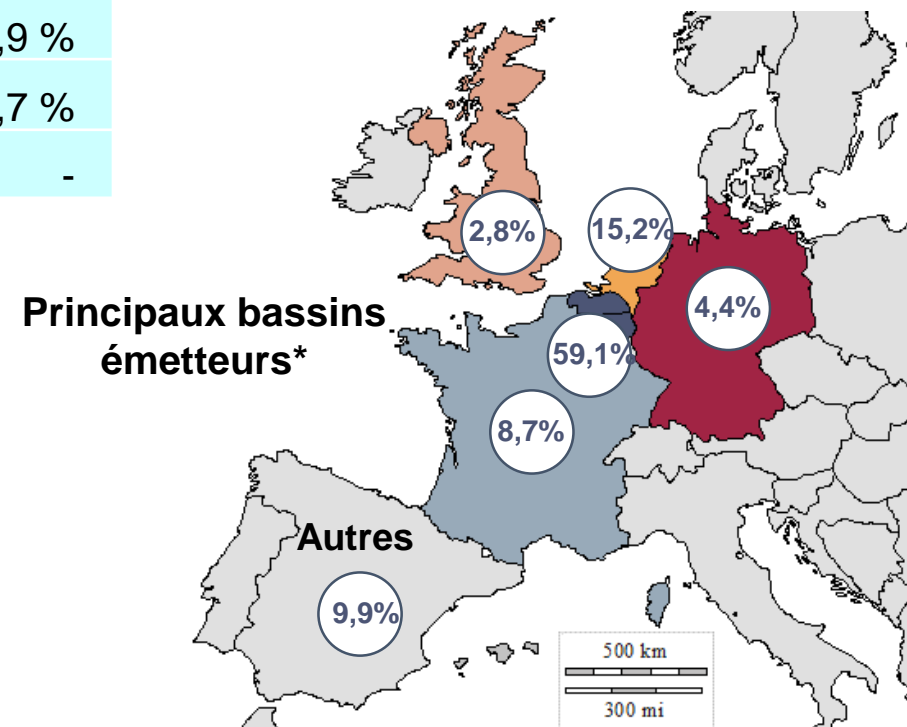 ,9 %
,7 %
-
2,8%
15,2%
4,4%
Principaux bassins
émetteurs*
59,1%
8,7%
Autres
9,9%
500 km
300 mi